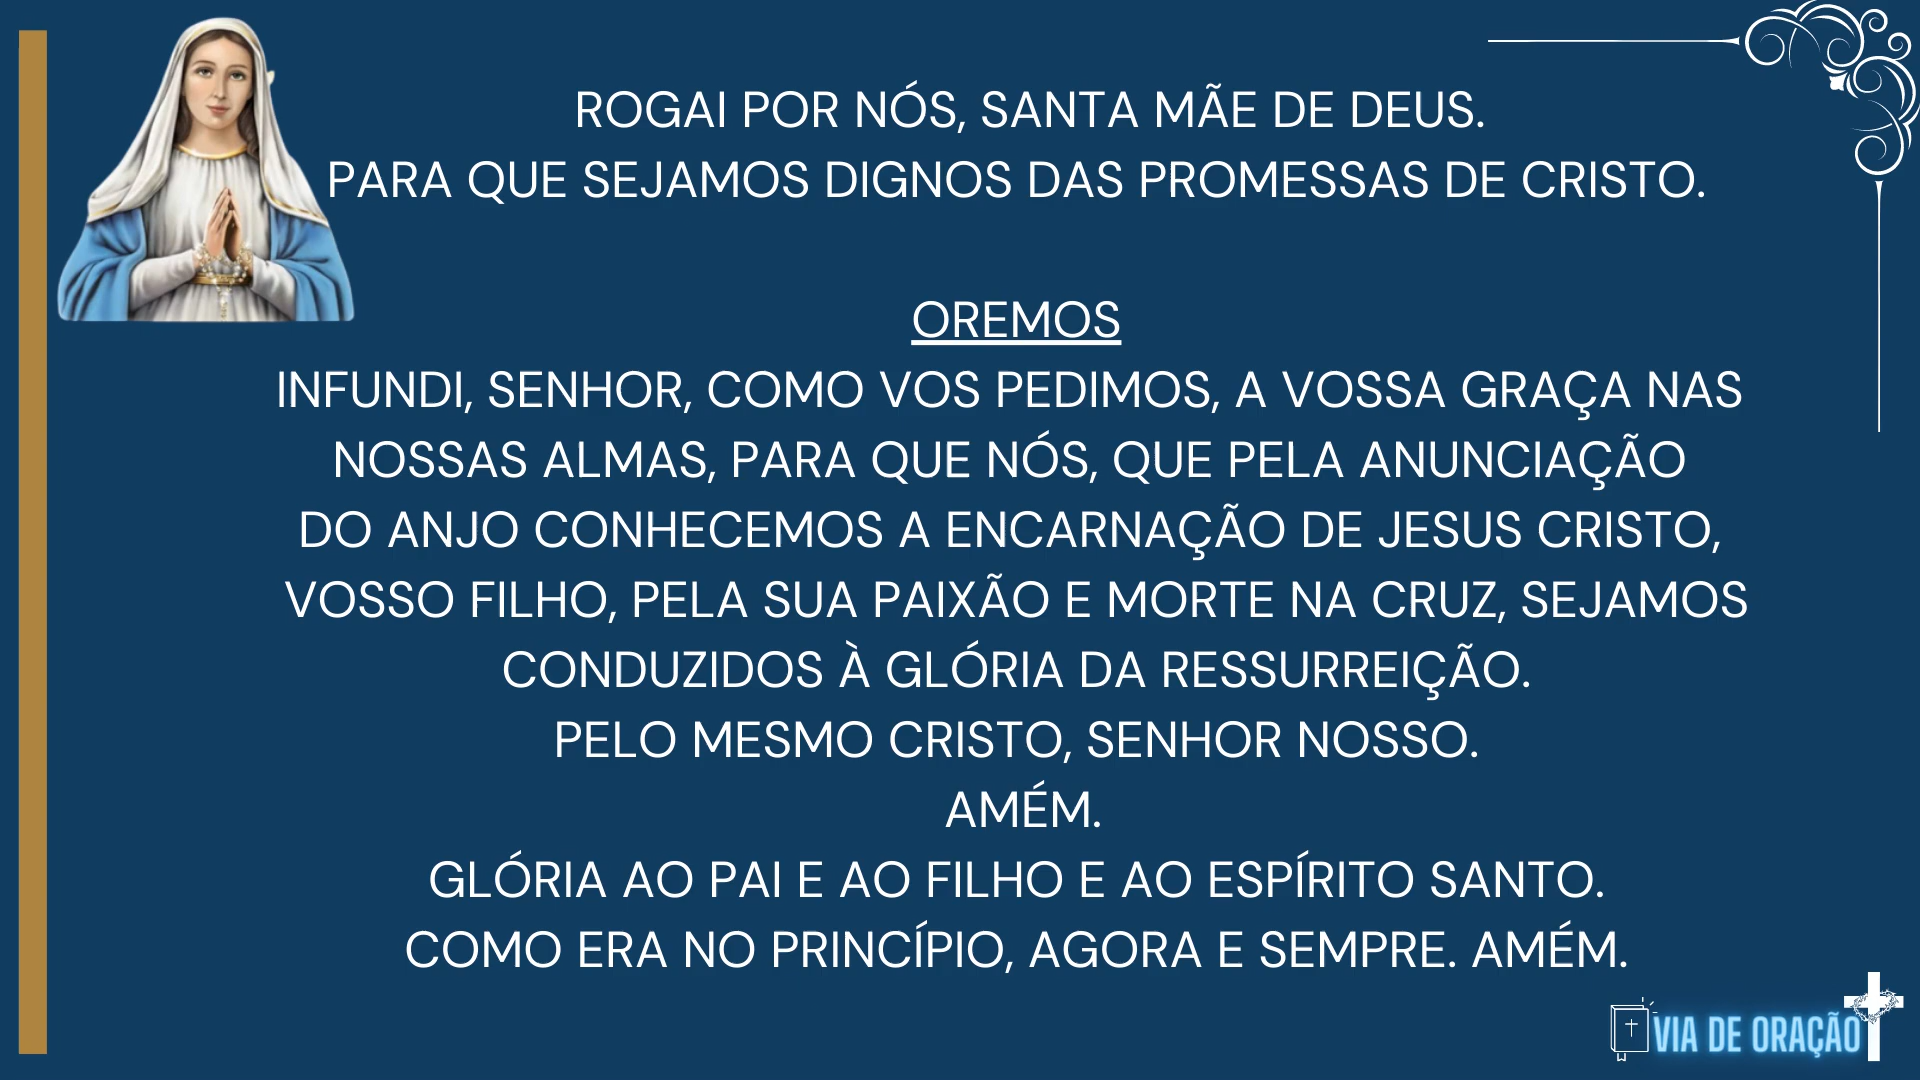 ROGAI POR NÓS, SANTA MÃE DE DEUS.
PARA QUE SEJAMOS DIGNOS DAS PROMESSAS DE CRISTO.
OREMOS
INFUNDI, SENHOR, COMO VOS PEDIMOS, A VOSSA GRAÇA NAS
NOSSAS ALMAS, PARA QUE NÓS, QUE PELA ANUNCIAÇÃO
DO ANJO CONHECEMOS A ENCARNAÇÃO DE JESUS CRISTO,
VOSSO FILHO, PELA SUA PAIXÃO E MORTE NA CRUZ, SEJAMOS
CONDUZIDOS À GLÓRIA DA RESSURREIÇÃO.
PELO MESMO CRISTO, SENHOR NOSSO.
AMÉM.
GLÓRIA AO PAI E AO FILHO E AO ESPÍRITO SANTO.
COMO ERA NO PRINCÍPIO, AGORA E SEMPRE. AMÉM.
VIA DE ORAÇÃO